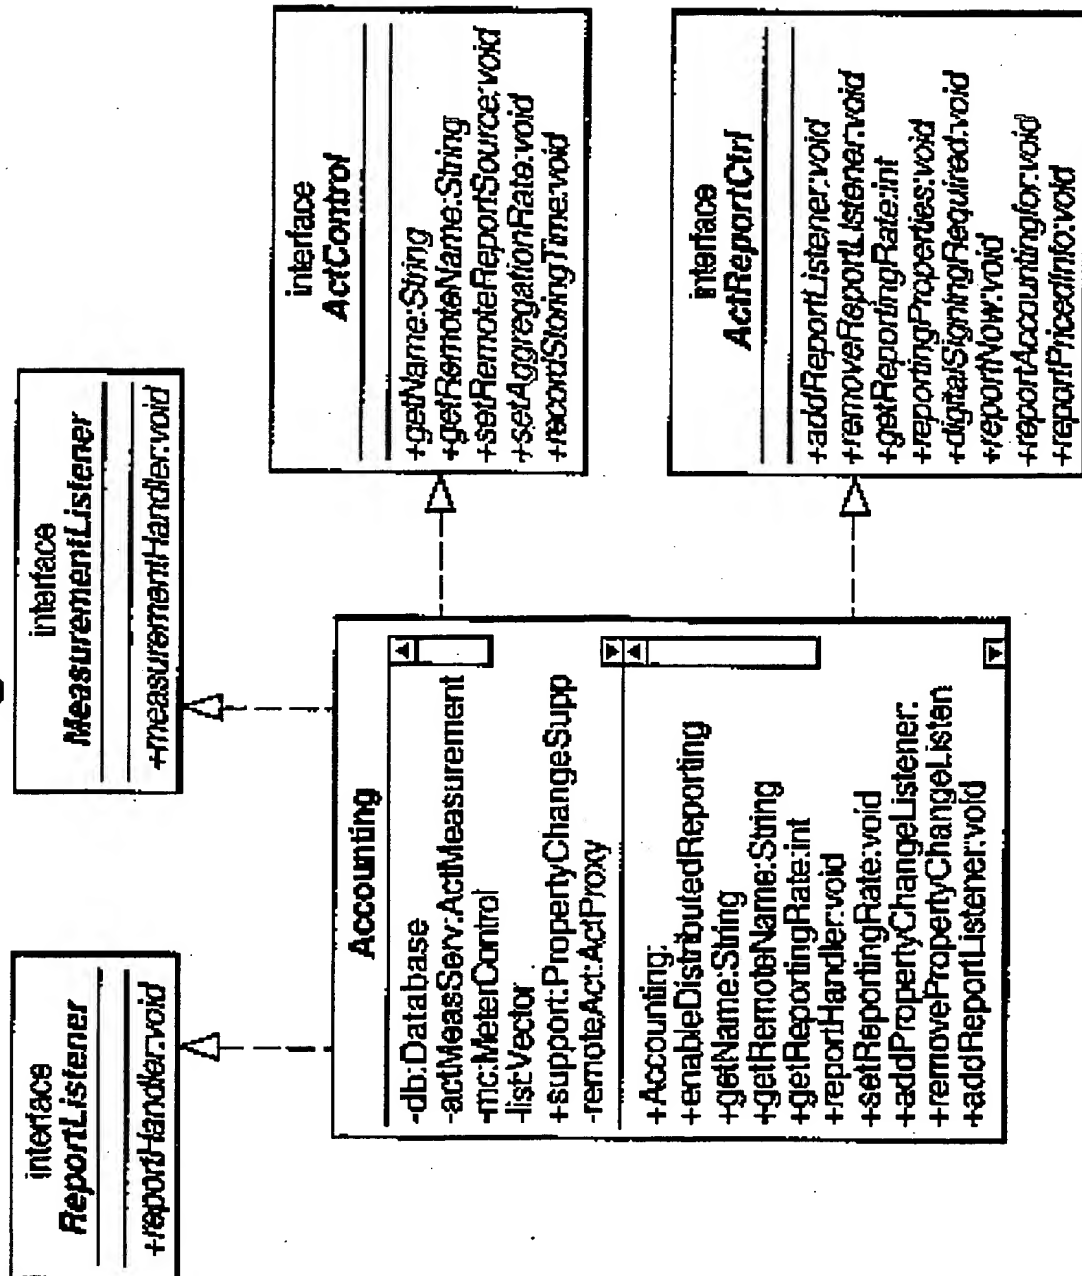 interface
ReportListener
+reportHandler:void
interface
MeasurementListener
+measurementHandler:void
Accounting
-db:Database
-actMeasServ:ActMeasurement
-mc:MeterControl
-list:Vector
+support:PropertyChangeSupp
-remoteAct:ActProxy
+Accounting:
+enableDistributedReporting
+getName:String
+getRemoteName:String
+getReportingRate:int
+reportHandler:void
+setReportingRate:void
+addPropertyChangeListener:
+removePropertyChangeListen
+addReportListener:void
interface
ActControl
+getName:String
+getRemoteName:String
+setRemoteReportSource:void
+setAggregationRate:void
+recordStoringTime:void
interface
ActReportCtrl
+addReportListener:void
+removeReportListener:void
+getReportingRate:int
+reportingProperties:void
+digitalSigningRequired:void
+reportNow:void
+reportAccountingfor:void
+reportPricedInfo:void